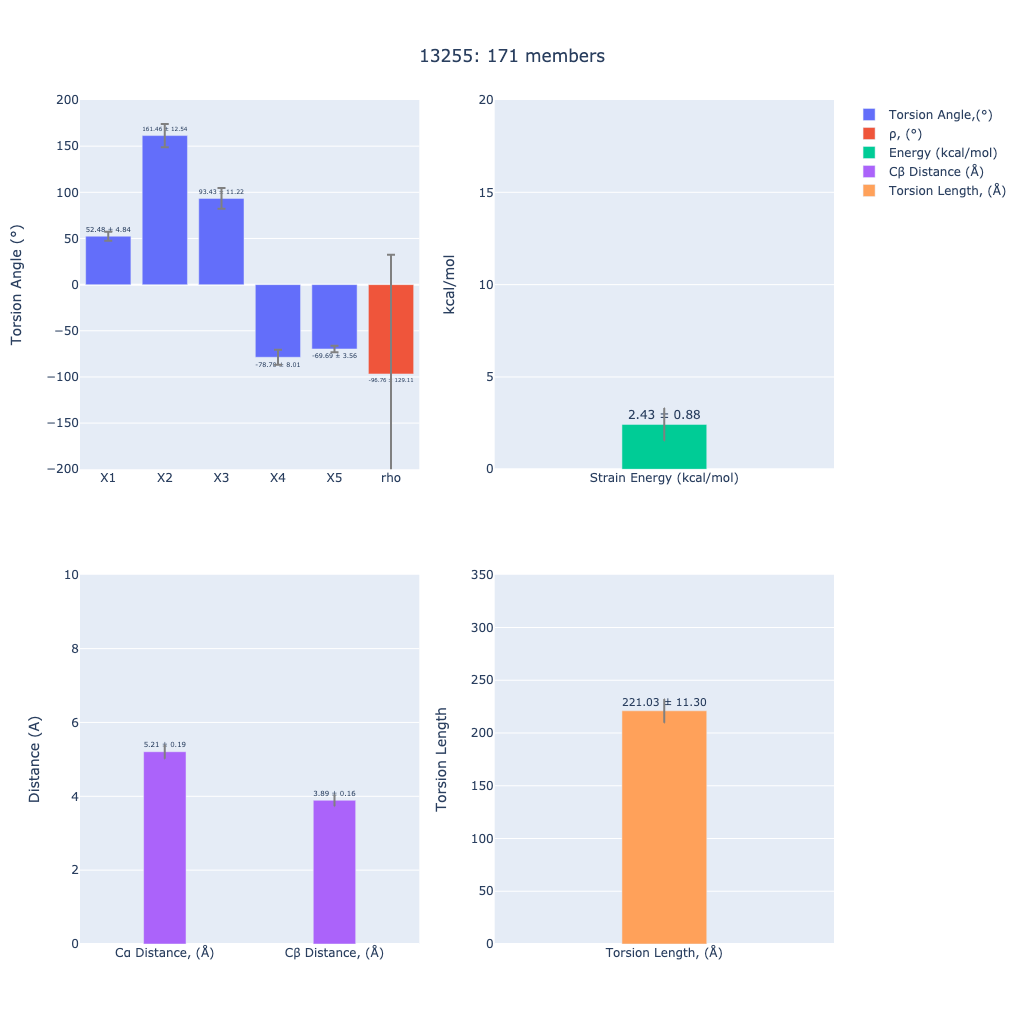 13255: 171 members
200
150
100
50
0
−50
−100
−150
−200
Torsion Angle (°)
52.48 ± 4.84
161.46 ± 12.54
93.43 ± 11.22
-78.78 ± 8.01
-69.69 ± 3.56
-96.76 ± 129.11
X1
X2
X3
X4
X5
rho
20
15
10
5
0
kcal/mol
2.43 ± 0.88
Strain Energy (kcal/mol)
Torsion Angle,(°)
ρ, (°)
Energy (kcal/mol)
Cβ Distance (Å)
Torsion Length, (Å)
10
8
6
4
2
0
Distance (A)
5.21 ± 0.19
3.89 ± 0.16
Cα Distance, (Å)
Cβ Distance, (Å)
350
300
250
200
150
100
50
0
Torsion Length
221.03 ± 11.30
Torsion Length, (Å)